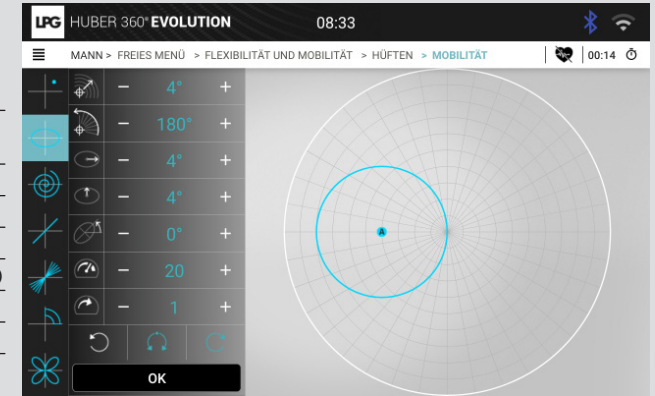 LPG HUBER 360° EVOLUTION 08:33
MANN > FREIES MENÜ > FLEXIBILITÄT UND MOBILITÄT > HÜFTEN > MOBILITÄT 00:14
− 4° +
− 180° +
− 4° +
− 4° +
− 0° +
− 20 +
− 1 +
A
OK